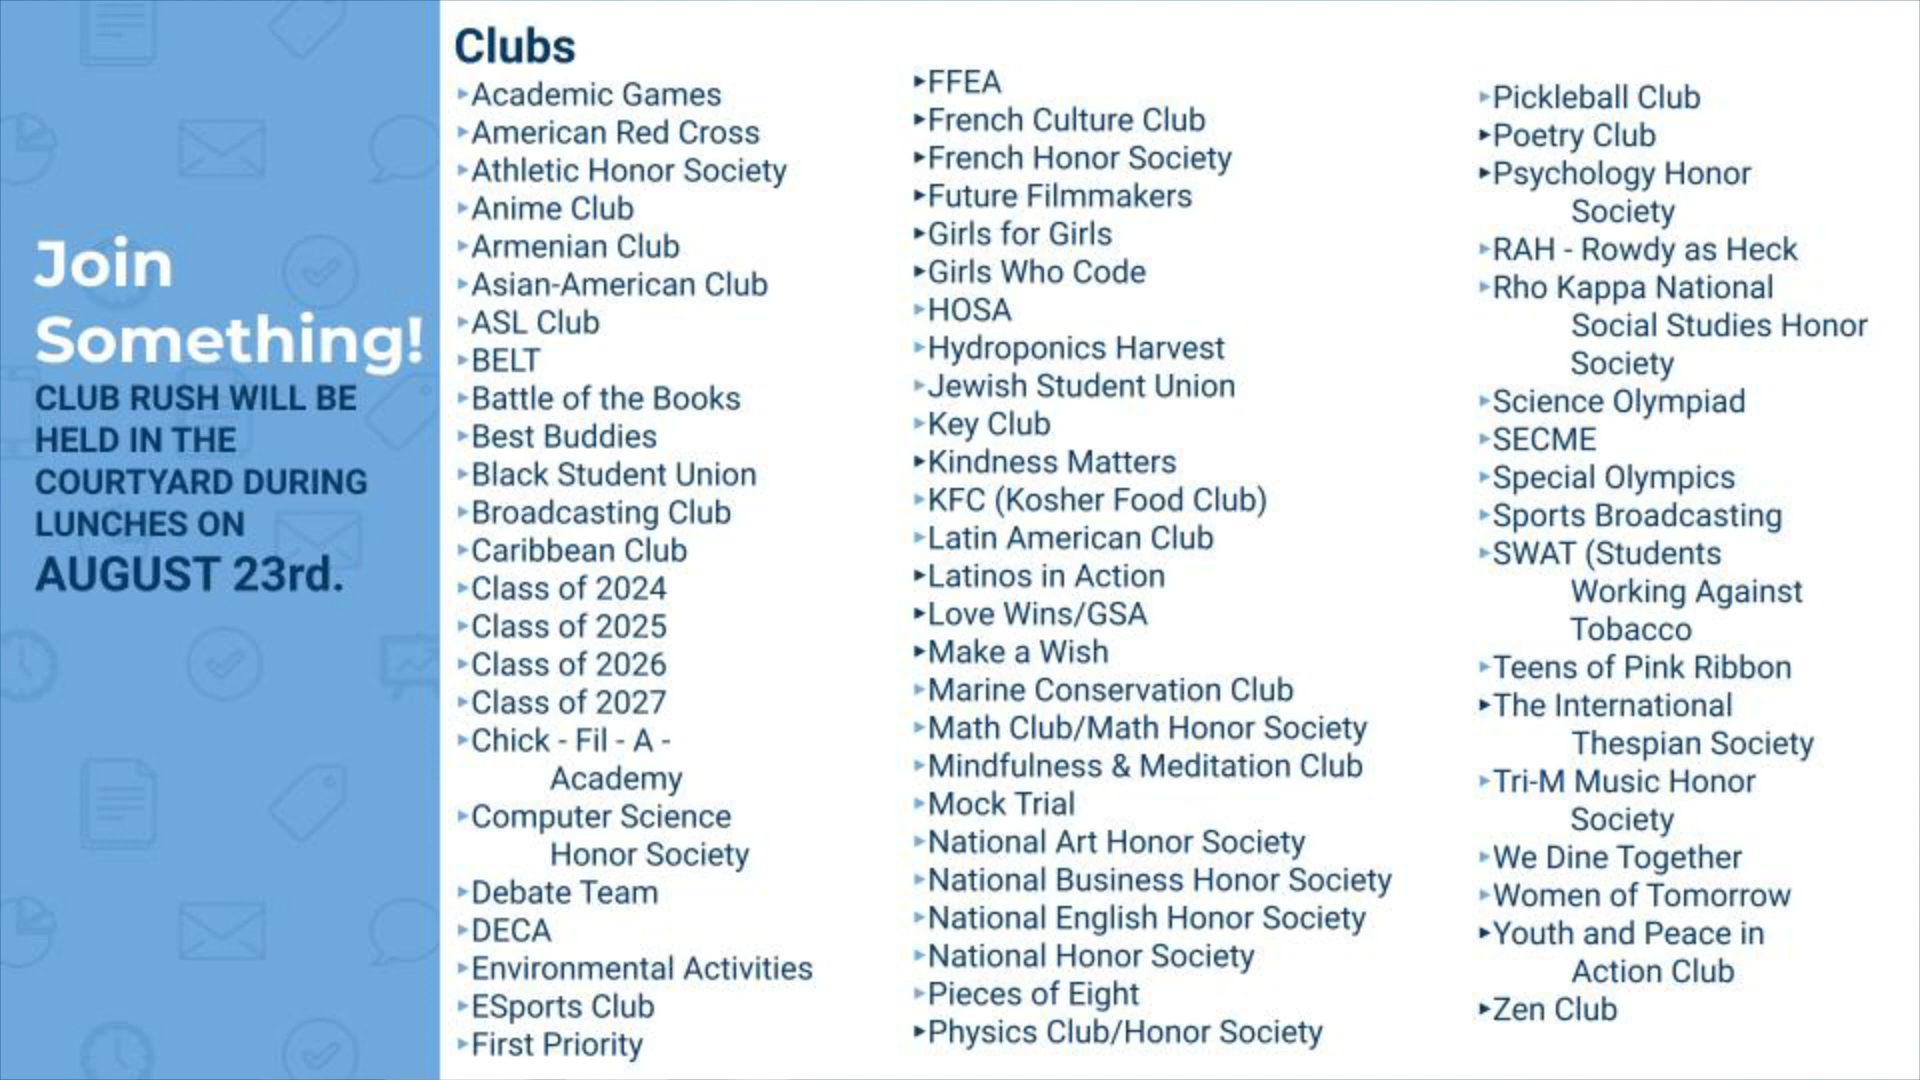 Join
Something!
CLUB RUSH WILL BE
HELD IN THE
COURTYARD DURING
LUNCHES ON
AUGUST 23rd.
Clubs
▸Academic Games
▸American Red Cross
▸Athletic Honor Society
▸Anime Club
▸Armenian Club
▸Asian-American Club
▸ASL Club
▸BELT
▸Battle of the Books
▸Best Buddies
▸Black Student Union
▸Broadcasting Club
▸Caribbean Club
▸Class of 2024
▸Class of 2025
▸Class of 2026
▸Class of 2027
▸Chick - Fil - A -
Academy
▸Computer Science
Honor Society
▸Debate Team
▸DECA
▸Environmental Activities
▸ESports Club
▸First Priority
▸FFEA
▸French Culture Club
▸French Honor Society
▸Future Filmmakers
▸Girls for Girls
▸Girls Who Code
▸HOSA
▸Hydroponics Harvest
▸Jewish Student Union
▸Key Club
▸Kindness Matters
▸KFC (Kosher Food Club)
▸Latin American Club
▸Latinos in Action
▸Love Wins/GSA
▸Make a Wish
▸Marine Conservation Club
▸Math Club/Math Honor Society
▸Mindfulness & Meditation Club
▸Mock Trial
▸National Art Honor Society
▸National Business Honor Society
▸National English Honor Society
▸National Honor Society
▸Pieces of Eight
▸Physics Club/Honor Society
▸Pickleball Club
▸Poetry Club
▸Psychology Honor
Society
▸RAH - Rowdy as Heck
▸Rho Kappa National
Social Studies Honor
Society
▸Science Olympiad
▸SECME
▸Special Olympics
▸Sports Broadcasting
▸SWAT (Students
Working Against
Tobacco
▸Teens of Pink Ribbon
▸The International
Thespian Society
▸Tri-M Music Honor
Society
▸We Dine Together
▸Women of Tomorrow
▸Youth and Peace in
Action Club
▸Zen Club